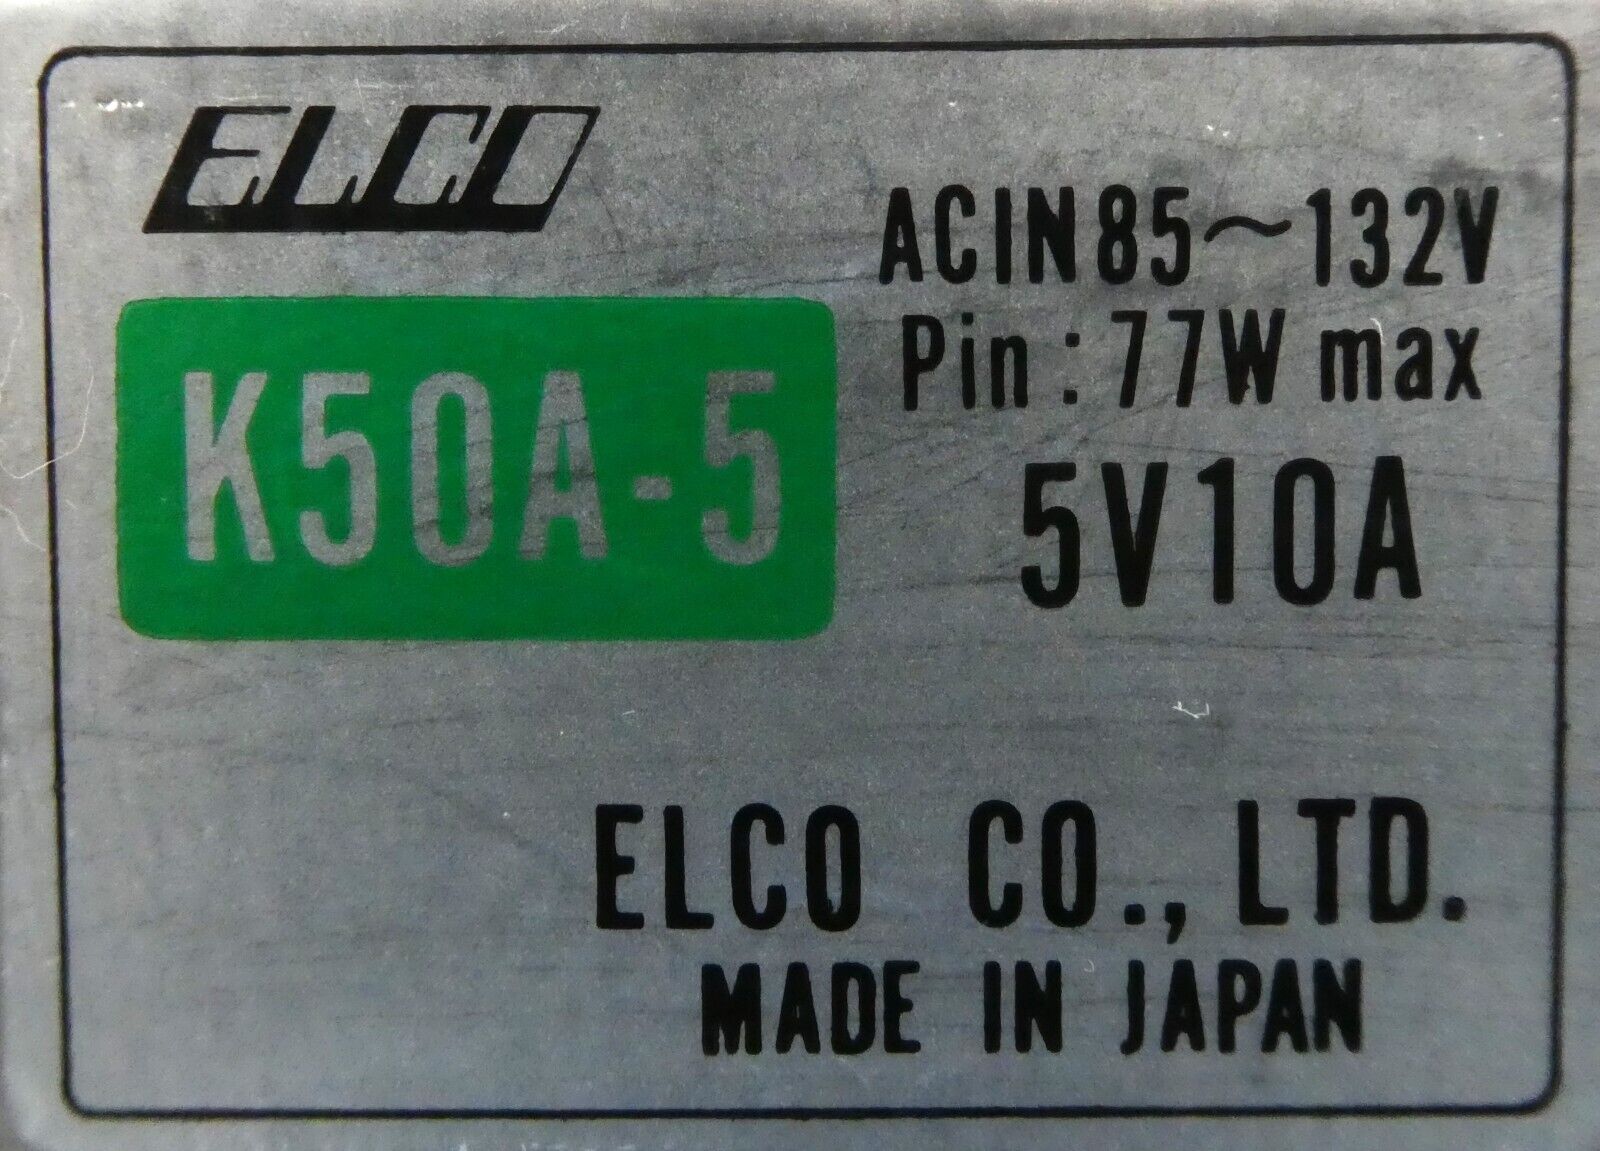 ELCO
ACIN85～132V
Pin : 77W max
K50A-5
5V10A
ELCO CO., LTD.
MADE IN JAPAN